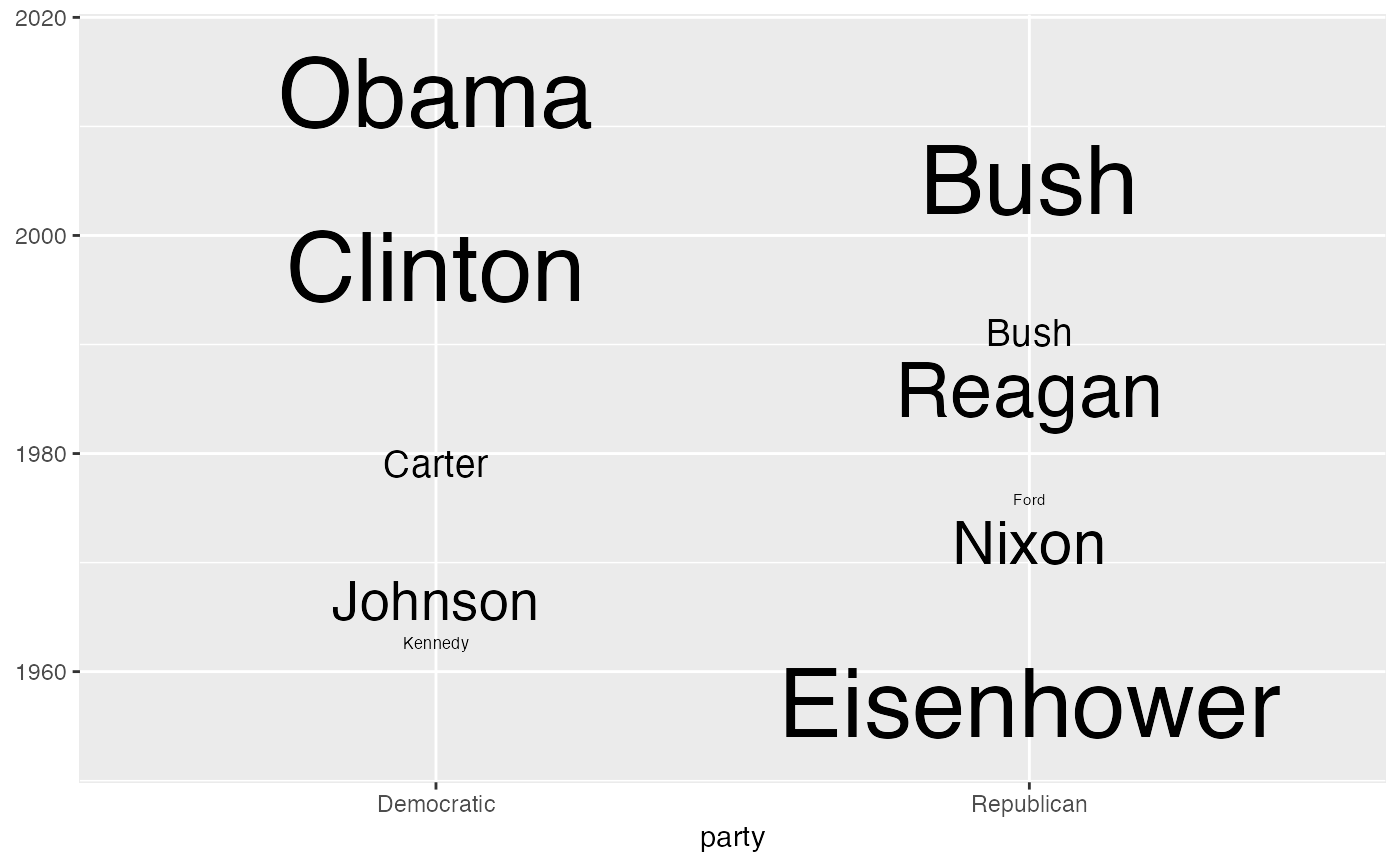 2020
Obama
Bush
2000
Clinton
Bush
Reagan
1980
Carter
Ford
Nixon
Johnson
Kennedy
1960
Eisenhower
Democratic Republican
party